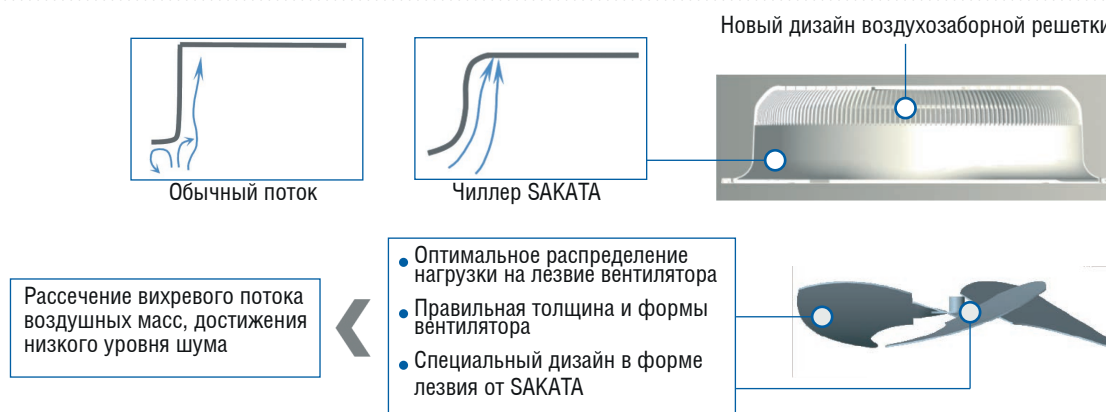 Новый дизайн воздухозаборной решетки
Обычный поток
Чиллер SAKATA
Рассечение вихревого потока
воздушных масс, достижения
низкого уровня шума
• Оптимальное распределение
нагрузки на лезвие вентилятора
• Правильная толщина и формы
вентилятора
• Специальный дизайн в форме
лезвия от SAKATA